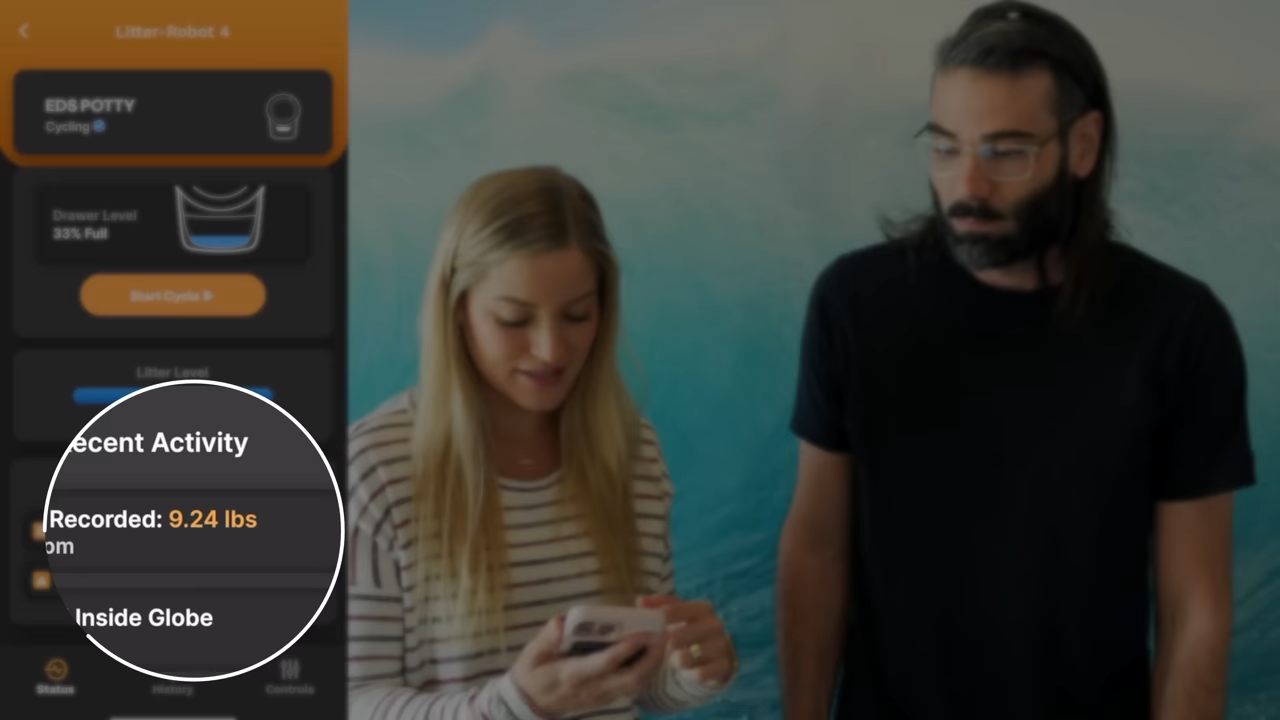 Litter-Robot 4
EDS POTTY
Cycling
Drawer Level
33% Full
Start Cycle
Litter Level
ecent Activity
Recorded: 9.24 lbs
pm
Inside Globe
Status
History
Controls